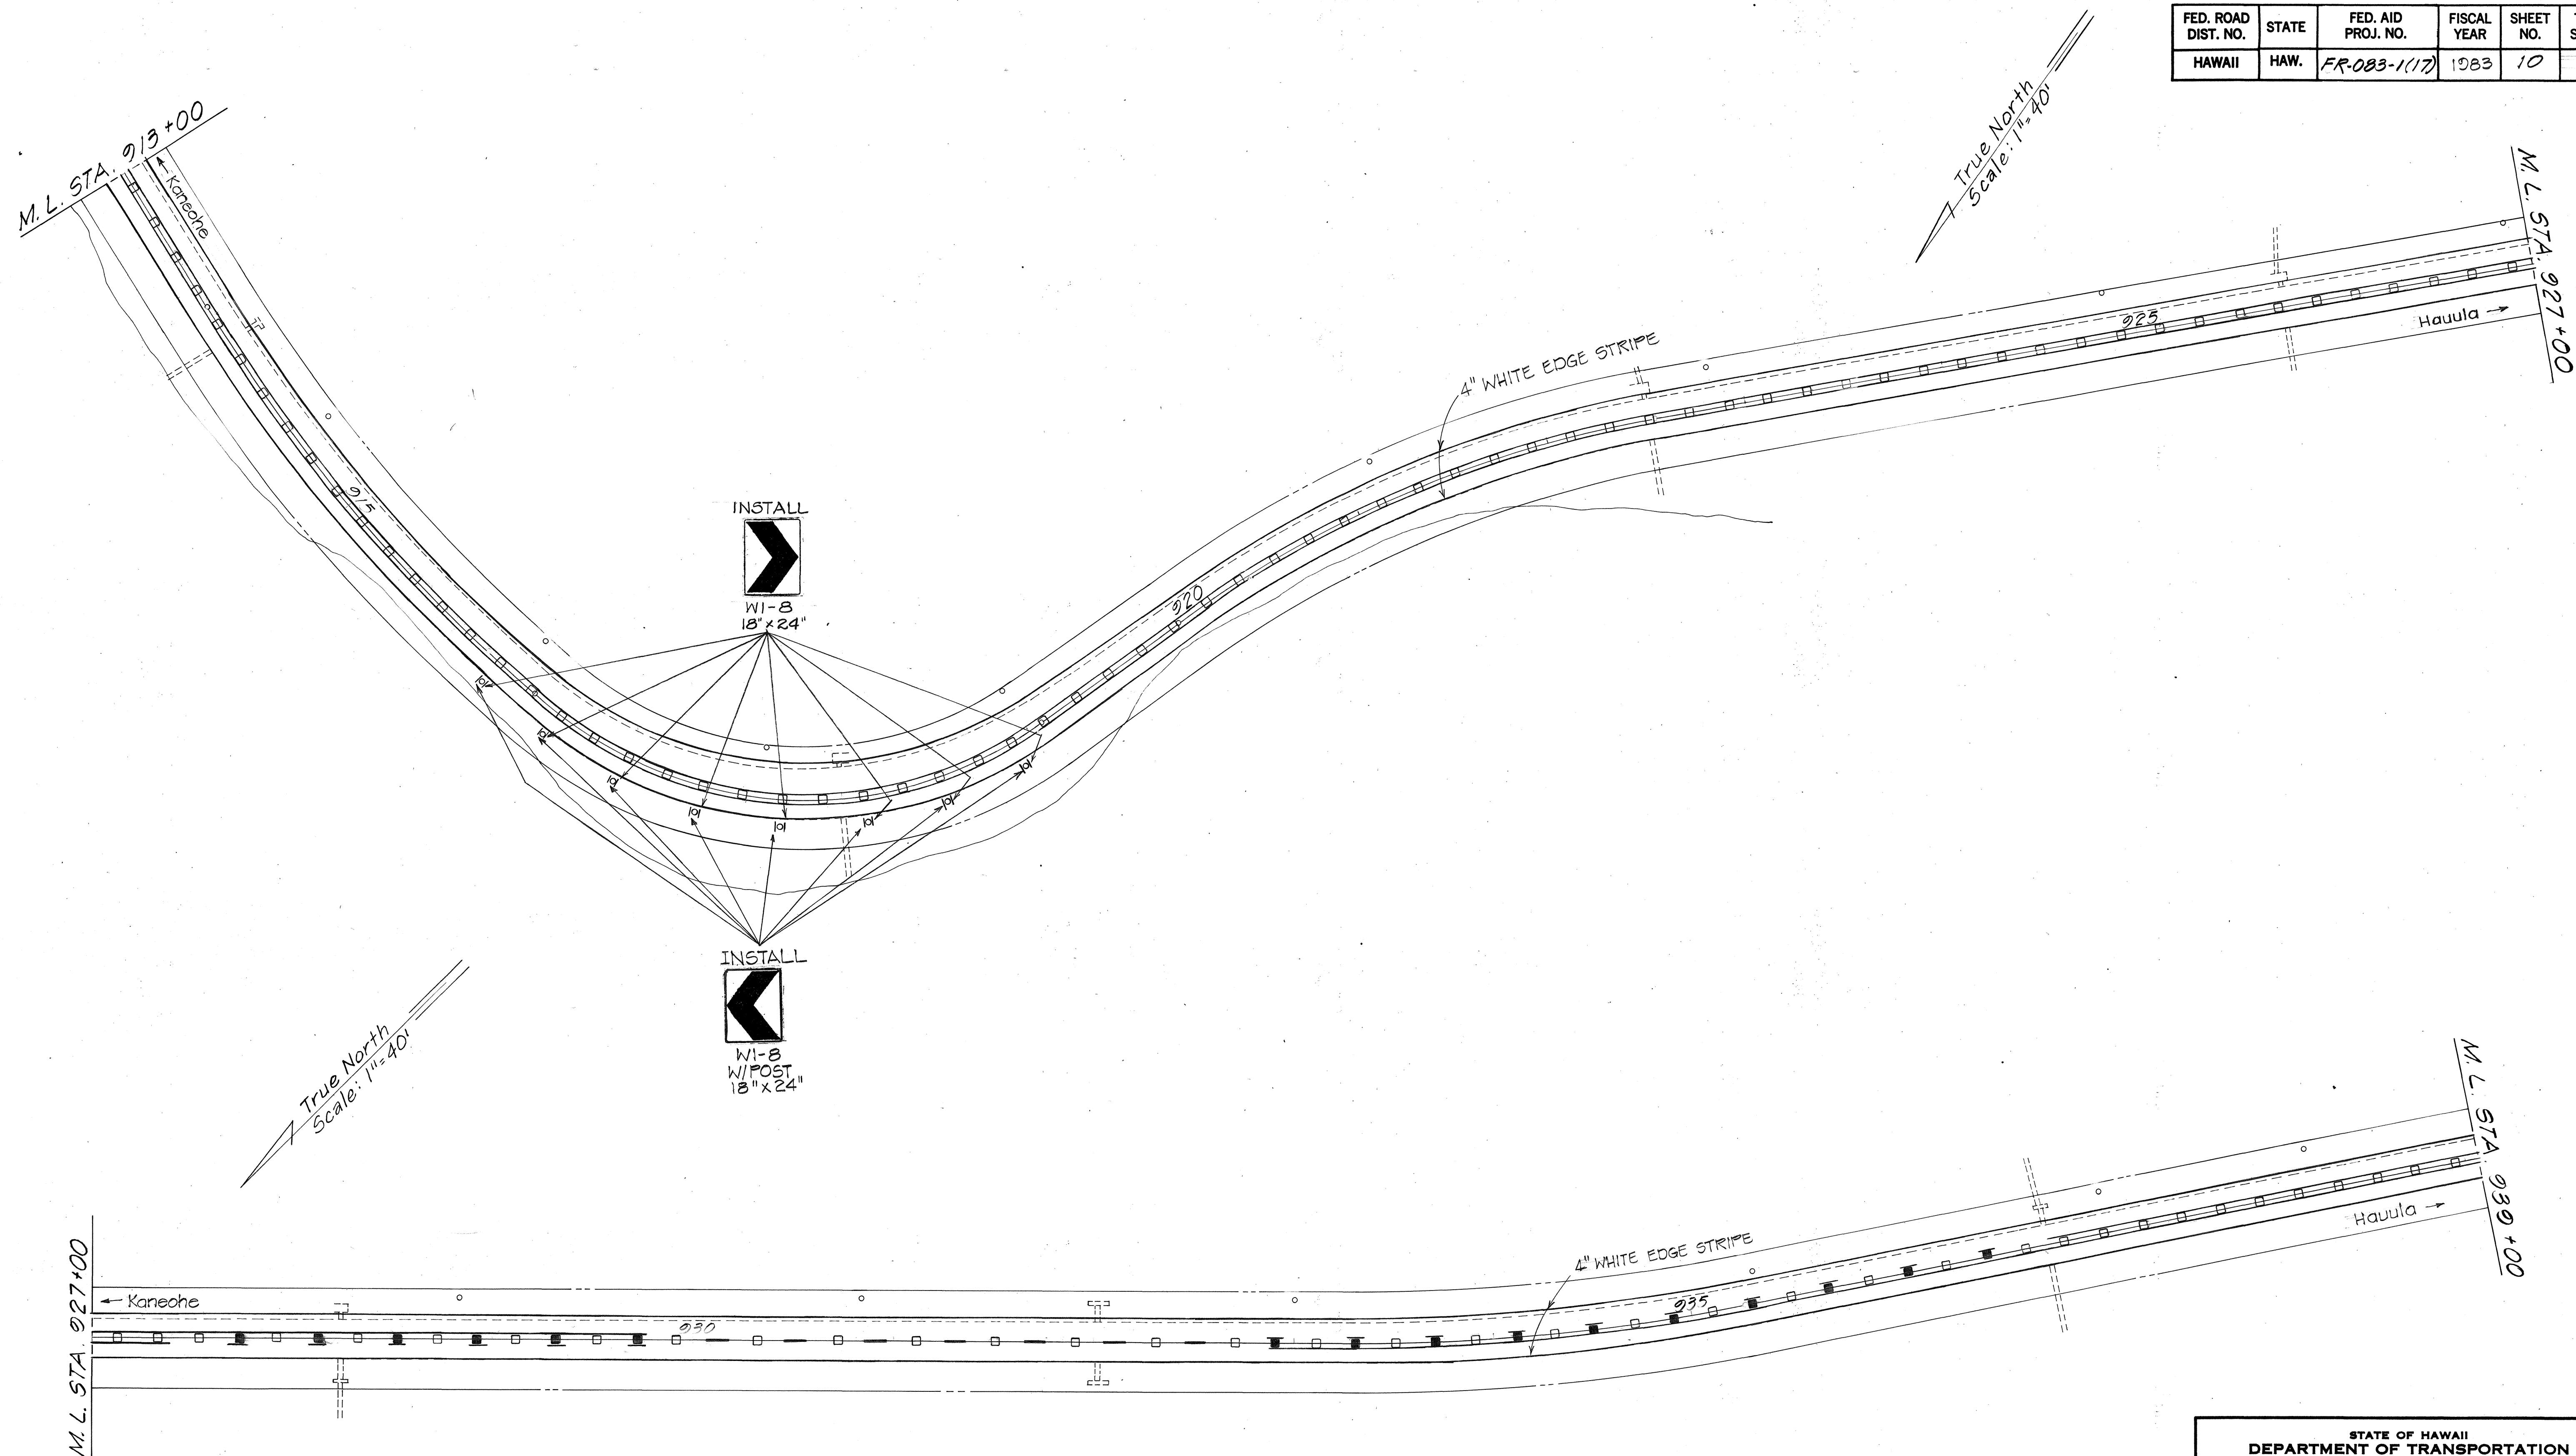 FED. ROAD DIST. NO.
STATE
FED. AID PROJ. NO.
FISCAL YEAR
SHEET NO.
HAWAII
HAW.
FR-083-1(17)
1983
10
M. L. STA. 913+00
Kaneohe
True North
Scale: 1"=40'
M. L. STA. 927+00
Hauula
925
4" WHITE EDGE STRIPE
915
920
INSTALL
W1-8
18"x24"
INSTALL
W1-8
W/POST
18"x24"
True North
Scale: 1"=40'
M. L. STA. 927+00
Kaneohe
930
4" WHITE EDGE STRIPE
935
Hauula
M. L. STA 939+00
STATE OF HAWAII
DEPARTMENT OF TRANSPORTATION